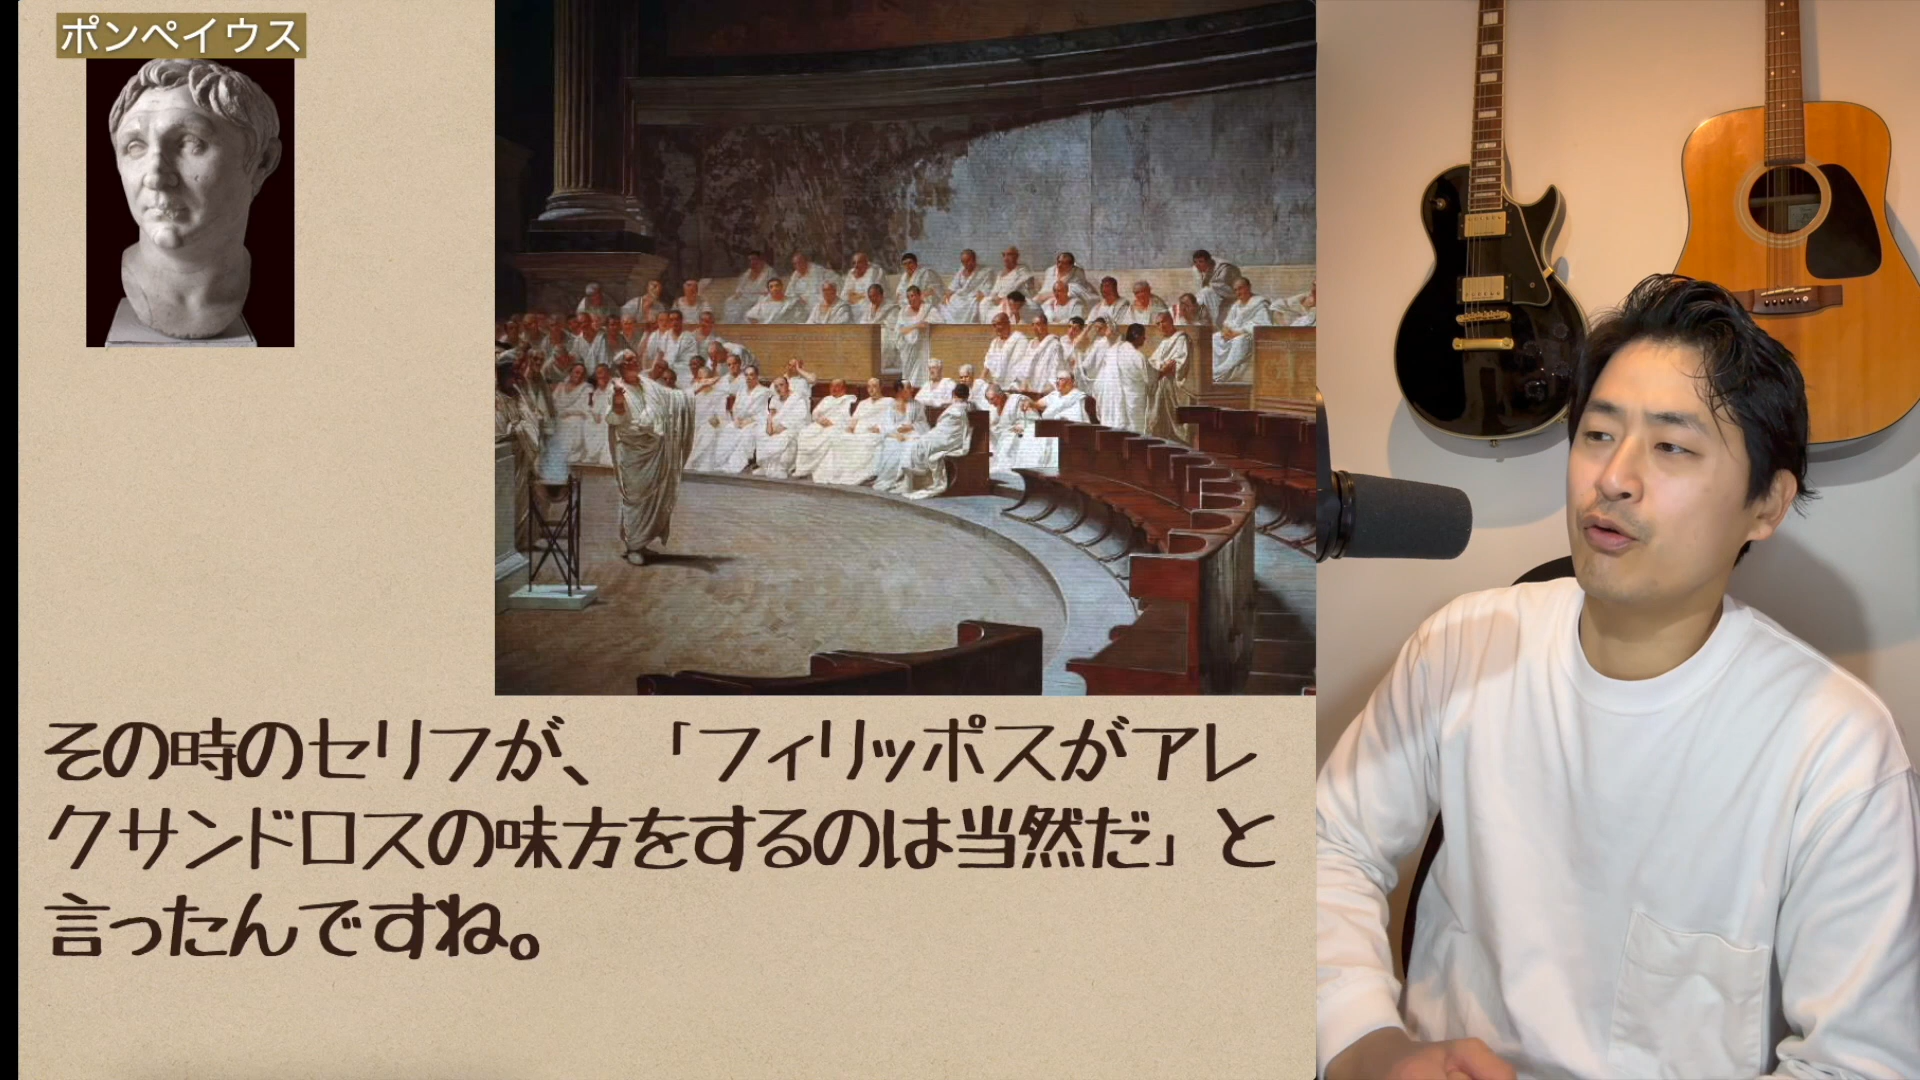 ポンペイウス
その時のセリフが、「フィリッポスがアレ
クサンドロスの味方をするのは当然だ」と
言ったんですね。